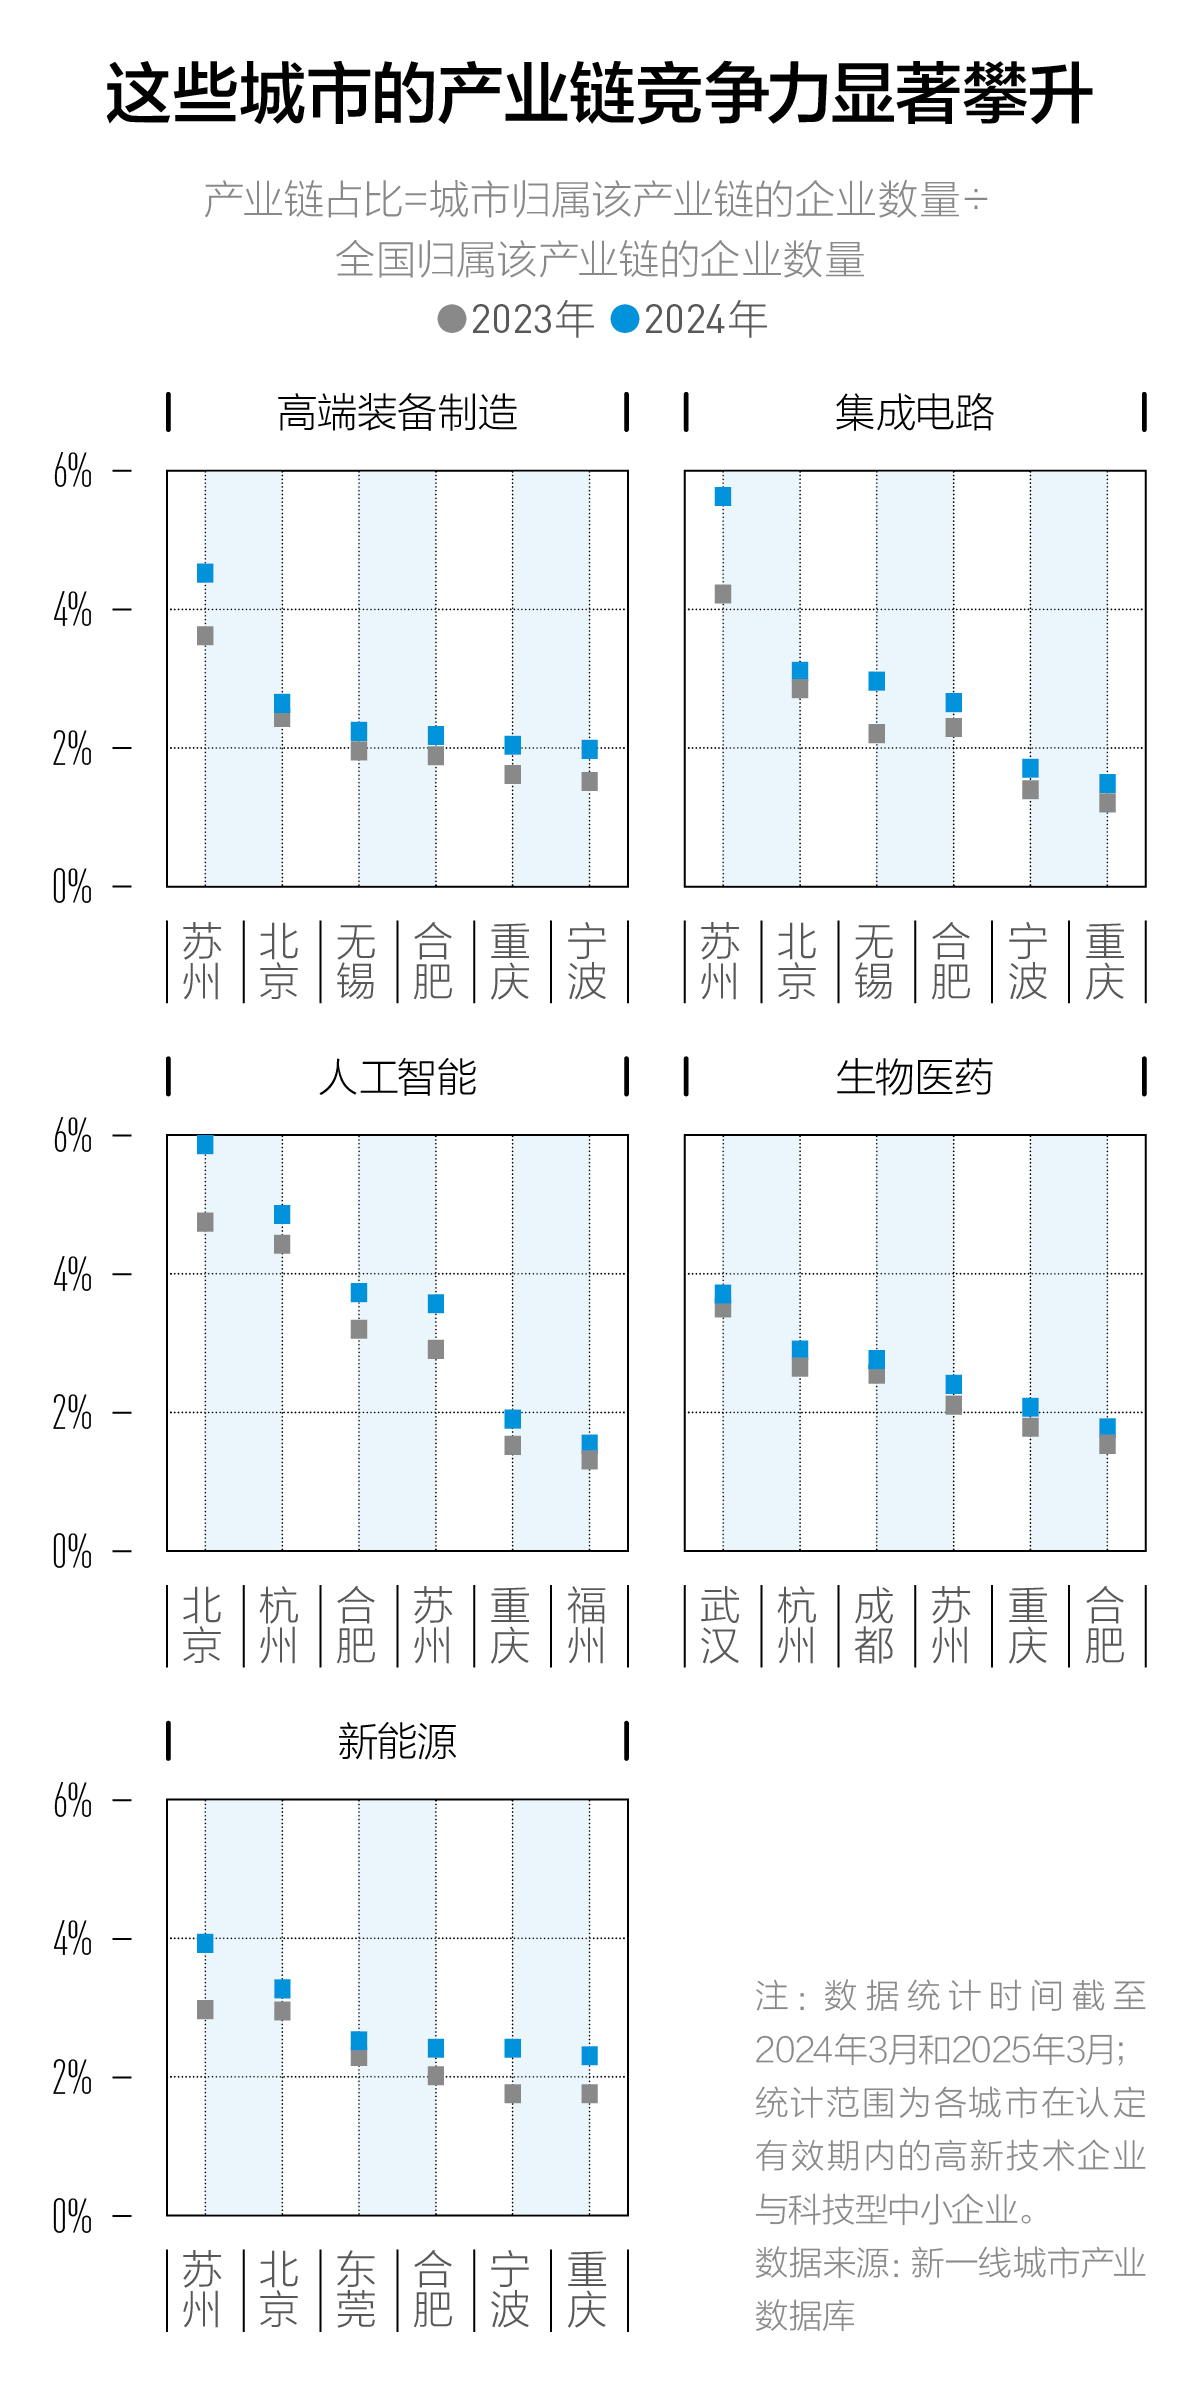 这些城市的产业链竞争力显著攀升
产业链占比=城市归属该产业链的企业数量÷
全国归属该产业链的企业数量
2023年 2024年
高端装备制造
6%
4%
2%
0%
苏州 北京 无锡 合肥 重庆 宁波
集成电路
苏州 北京 无锡 合肥 宁波 重庆
人工智能
6%
4%
2%
0%
北京 杭州 合肥 苏州 重庆 福州
生物医药
武汉 杭州 成都 苏州 重庆 合肥
新能源
6%
4%
2%
0%
苏州 北京 东莞 合肥 宁波 重庆
注：数据统计时间截至
2024年3月和2025年3月；
统计范围为各城市在认定
有效期内的高新技术企业
与科技型中小企业。
数据来源：新一线城市产业
数据库